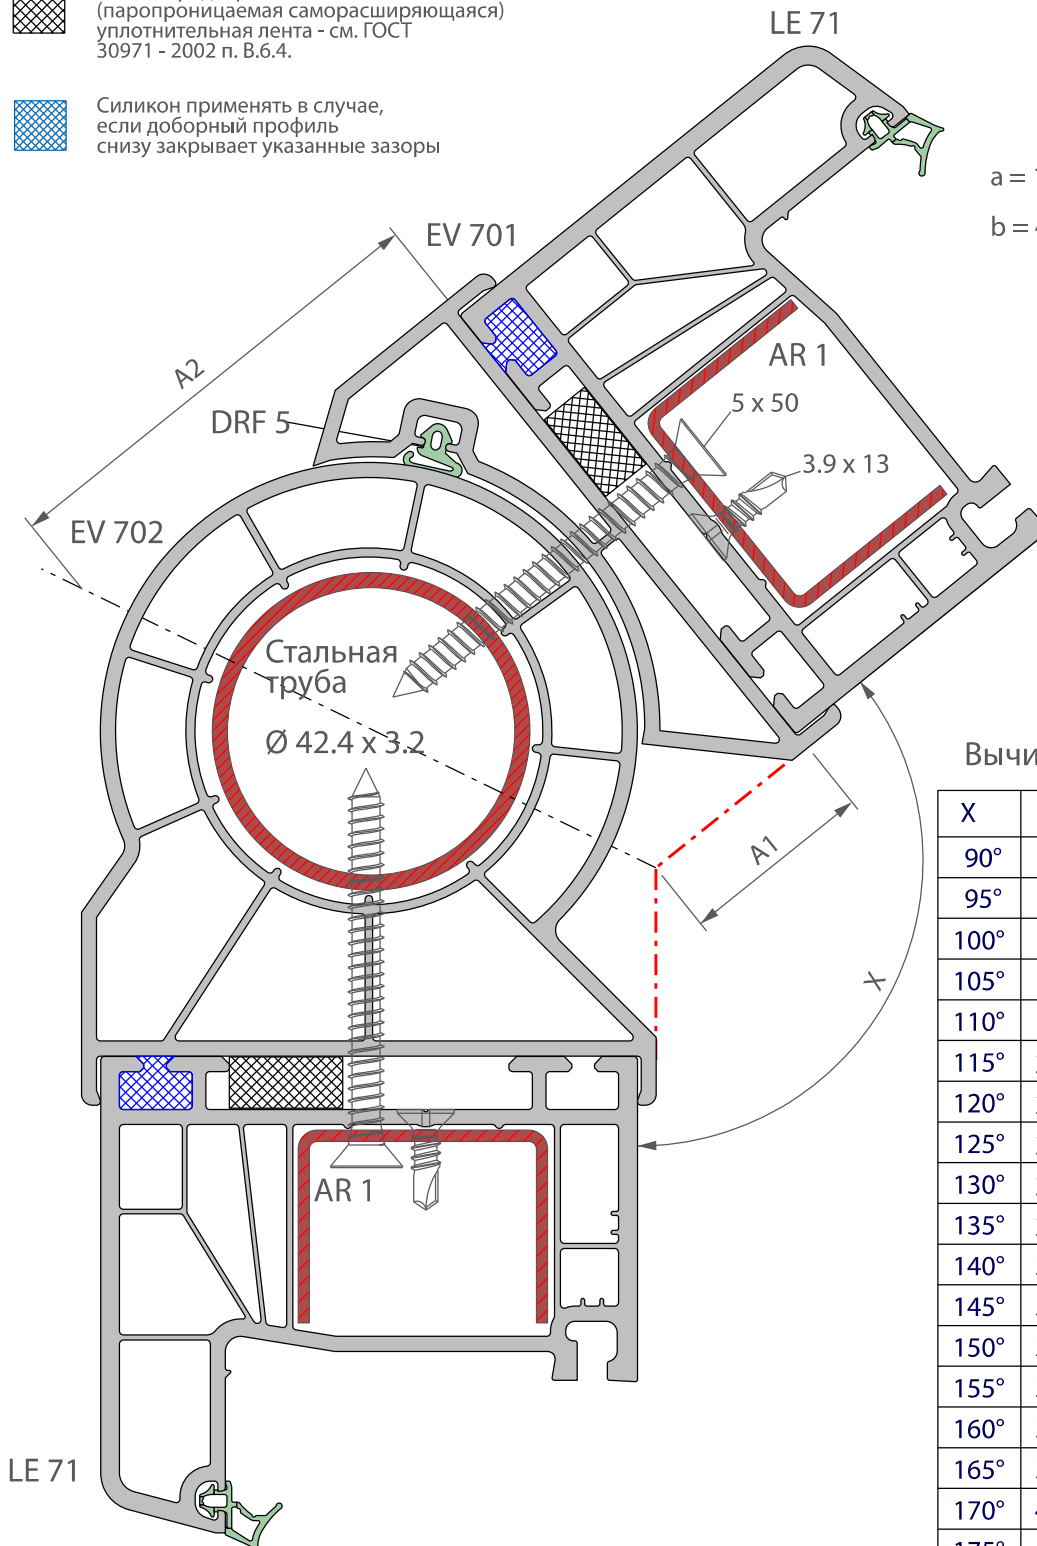 (паропроницаемая саморасширяющаяся)
уплотнительная лента - см. ГОСТ
30971 - 2002 п. В.6.4.
Силикон применять в случае,
если доборный профиль
снизу закрывает указанные зазоры
LE 71
a =
b =
EV 701
A2
AR 1
DRF 5
5 x 50
3.9 x 13
EV 702
Стальная
труба
Ø 42.4 x 3.2
A1
X
AR 1
LE 71
X
90°
95°
100°
105°
110°
115°
120°
125°
130°
135°
140°
145°
150°
155°
160°
165°
170°